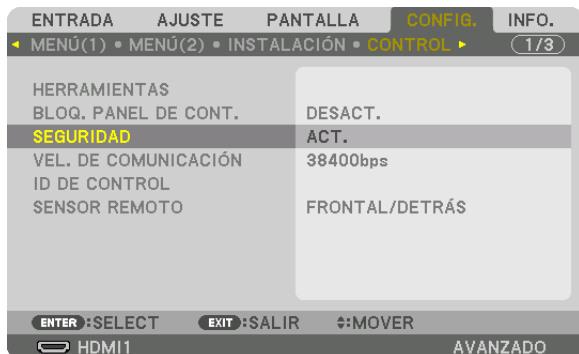 ENTRADA AJUSTE PANTALLA CONFIG. INFO.
MENÚ(1) • MENÚ(2) • INSTALACIÓN • CONTROL 1/3
HERRAMIENTAS
BLOQ. PANEL DE CONT. DESACT.
SEGURIDAD ACT.
VEL. DE COMUNICACIÓN 38400bps
ID DE CONTROL
SENSOR REMOTO FRONTAL/DETRÁS
ENTER :SELECT EXIT :SALIR :MOVER
HDMI1 AVANZADO